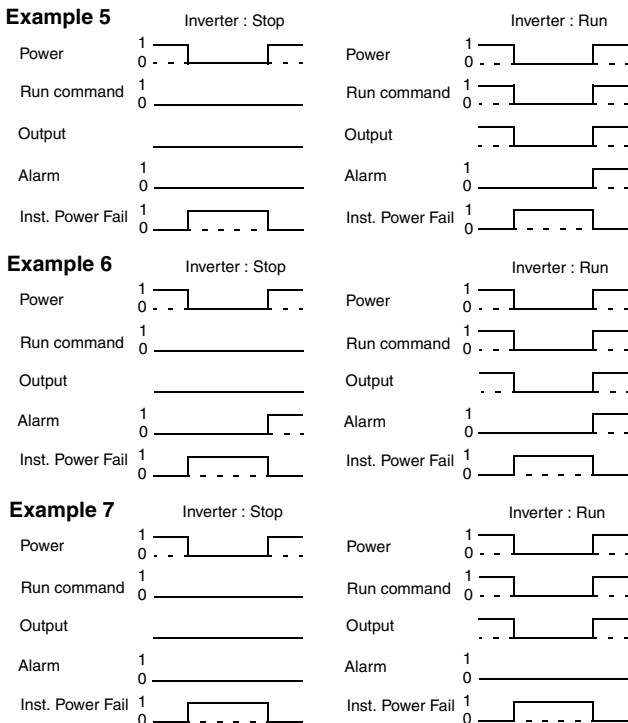 Example 5 Inverter : Stop Inverter : Run
Power 1 0 Power 1 0
Run command 1 0 Run command 1 0
Output Output
Alarm 1 0 Alarm 1 0
Inst. Power Fail 1 0 Inst. Power Fail 1 0
Example 6 Inverter : Stop Inverter : Run
Power 1 0 Power 1 0
Run command 1 0 Run command 1 0
Output Output
Alarm 1 0 Alarm 1 0
Inst. Power Fail 1 0 Inst. Power Fail 1 0
Example 7 Inverter : Stop Inverter : Run
Power 1 0 Power 1 0
Run command 1 0 Run command 1 0
Output Output
Alarm 1 0 Alarm 1 0
Inst. Power Fail 1 0 Inst. Power Fail 1 0